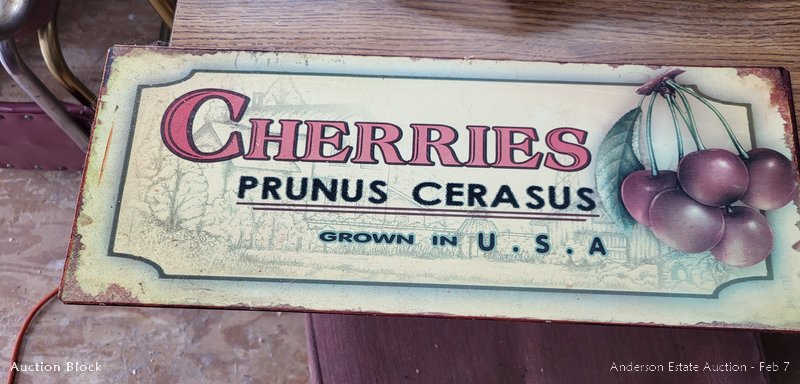 CHERRIES
PRUNUS CERASUS
GROWN IN U.S.A
Auction Block
Anderson Estate Auction - Feb 7